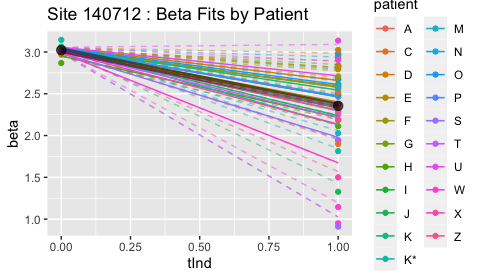 Site 140712 : Beta Fits by Patient
patient
3.0
2.5
2.0
1.5
1.0
beta
0.00 0.25 0.50 0.75 1.00
tInd
A M
C N
D O
E P
F S
G T
H U
I W
J X
K Z
K*